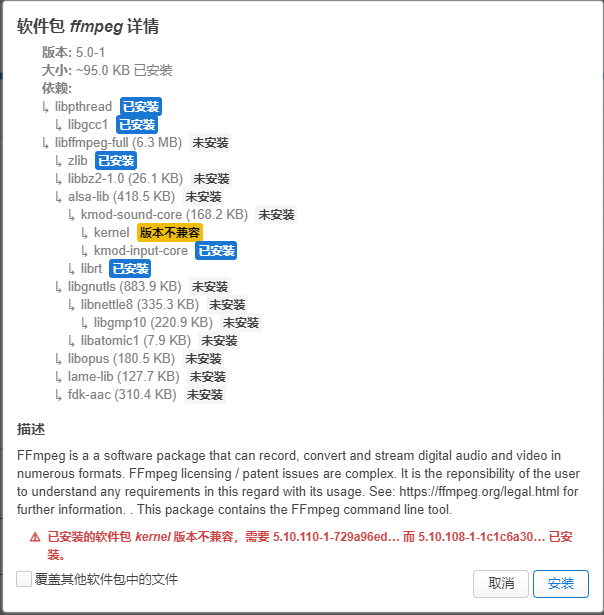 软件包 ffmpeg 详情
版本: 5.0-1
大小: ~95.0 KB 已安装
依赖:
↳ libpthread 已安装
↳ libgcc1 已安装
↳ libffmpeg-full (6.3 MB) 未安装
↳ zlib 已安装
↳ libbz2-1.0 (26.1 KB) 未安装
↳ alsa-lib (418.5 KB) 未安装
↳ kmod-sound-core (168.2 KB) 未安装
↳ kernel 版本不兼容
↳ kmod-input-core 已安装
↳ librt 已安装
↳ libgnutls (883.9 KB) 未安装
↳ libnettle8 (335.3 KB) 未安装
↳ libgmp10 (220.9 KB) 未安装
↳ libatomic1 (7.9 KB) 未安装
↳ libopus (180.5 KB) 未安装
↳ lame-lib (127.7 KB) 未安装
↳ fdk-aac (310.4 KB) 未安装
描述
FFmpeg is a a software package that can record, convert and stream digital audio and video in
numerous formats. FFmpeg licensing / patent issues are complex. It is the reponsibility of the user
to understand any requirements in this regard with its usage. See: https://ffmpeg.org/legal.html for
further information. . This package contains the FFmpeg command line tool.
⚠ 已安装的软件包 kernel 版本不兼容，需要 5.10.110-1-729a96ed… 而 5.10.108-1-1c1c6a30… 已安
装。
覆盖其他软件包中的文件
取消 安装